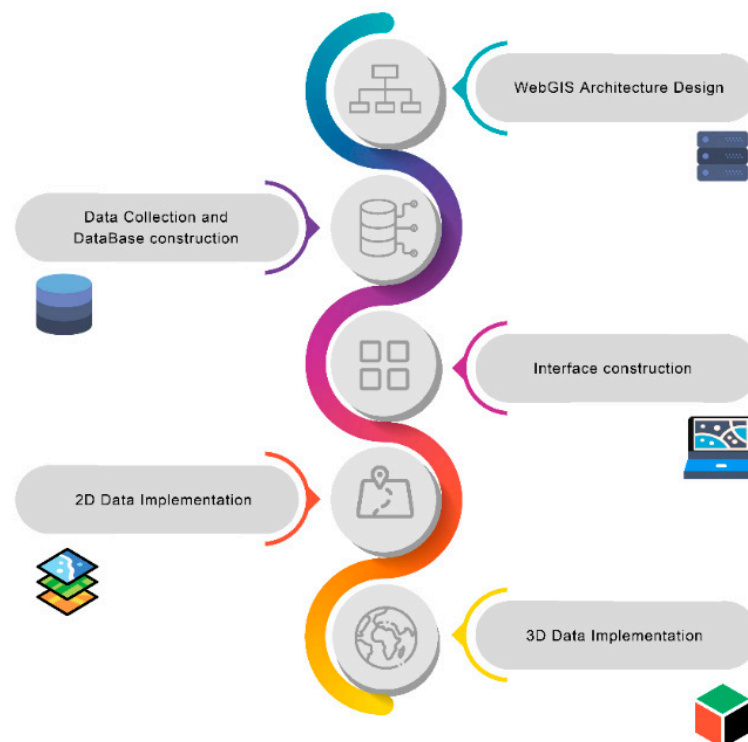 WebGIS Architecture Design
Data Collection and
DataBase construction
Interface construction
2D Data Implementation
3D Data Implementation